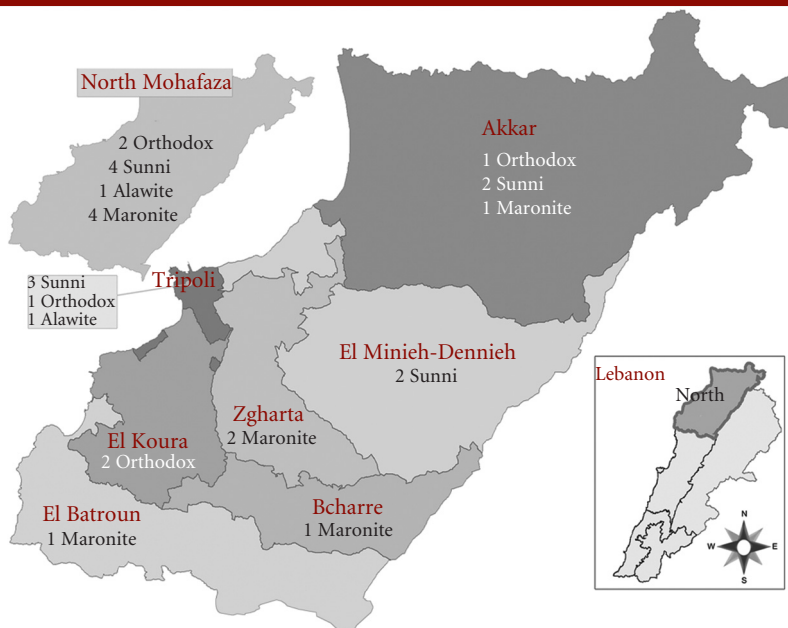 North Mohafaza
2 Orthodox
4 Sunni
1 Alawite
4 Maronite
Akkar
1 Orthodox
2 Sunni
1 Maronite
Tripoli
3 Sunni
1 Orthodox
1 Alawite
El Minieh-Dennieh
2 Sunni
Zgharta
2 Maronite
El Koura
2 Orthodox
Bcharre
1 Maronite
El Batroun
1 Maronite
Lebanon
North
N
W
E
S